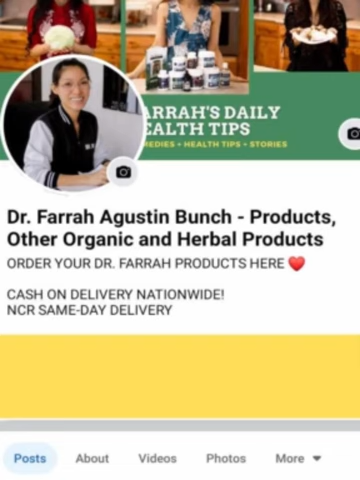 ARRAH'S DAILY
EALTH TIPS
MEDIES • HEALTH TIPS • STORIES
Dr. Farrah Agustin Bunch - Products,
Other Organic and Herbal Products
ORDER YOUR DR. FARRAH PRODUCTS HERE ❤️
CASH ON DELIVERY NATIONWIDE!
NCR SAME-DAY DELIVERY
Posts About Videos Photos More